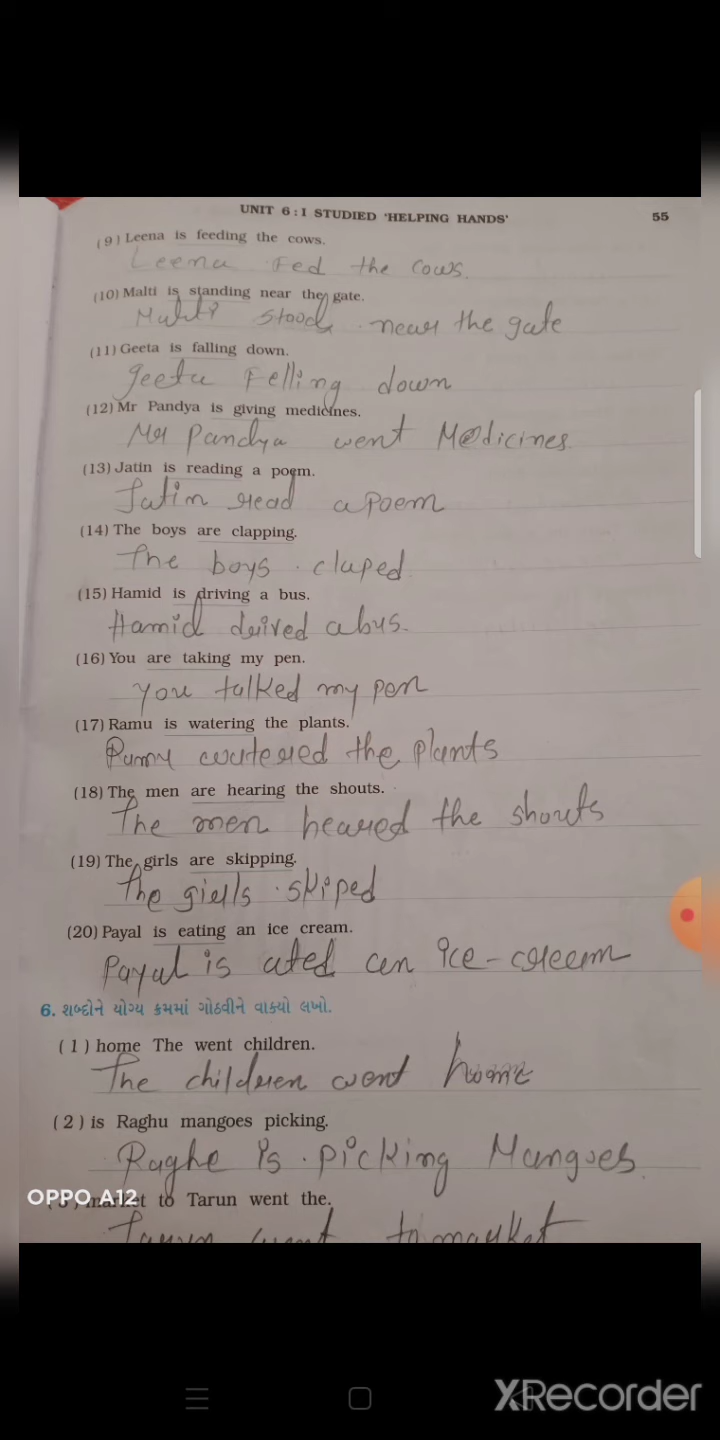 UNIT 6 : I STUDIED 'HELPING HANDS' 55
(9) Leena is feeding the cows.
Leena Fed the cows.
(10) Malti is standing near the gate.
Malti stood near the gate
(11) Geeta is falling down.
geeta Felling down
(12) Mr Pandya is giving medicines.
Mr Pandya went Medicines.
(13) Jatin is reading a poem.
Jatin read a poem
(14) The boys are clapping.
The boys claped
(15) Hamid is driving a bus.
Hamid drived a bus.
(16) You are taking my pen.
you talked my pen
(17) Ramu is watering the plants.
watered the plants
(18) The men are hearing the shouts.
The men heared the shouts
(19) The girls are skipping.
The girls skiped
(20) Payal is eating an ice cream.
Payal is ated an ice-cream
6. શબ્દોને યોગ્ય ક્રમમાં ગોઠવીને વાક્યો લખો.
(1) home The went children.
The children went home
(2) is Raghu mangoes picking.
Raghe is picking Mangoes.
OPPO A12
(3) market to Tarun went the.
Tarun went to market
XRecorder